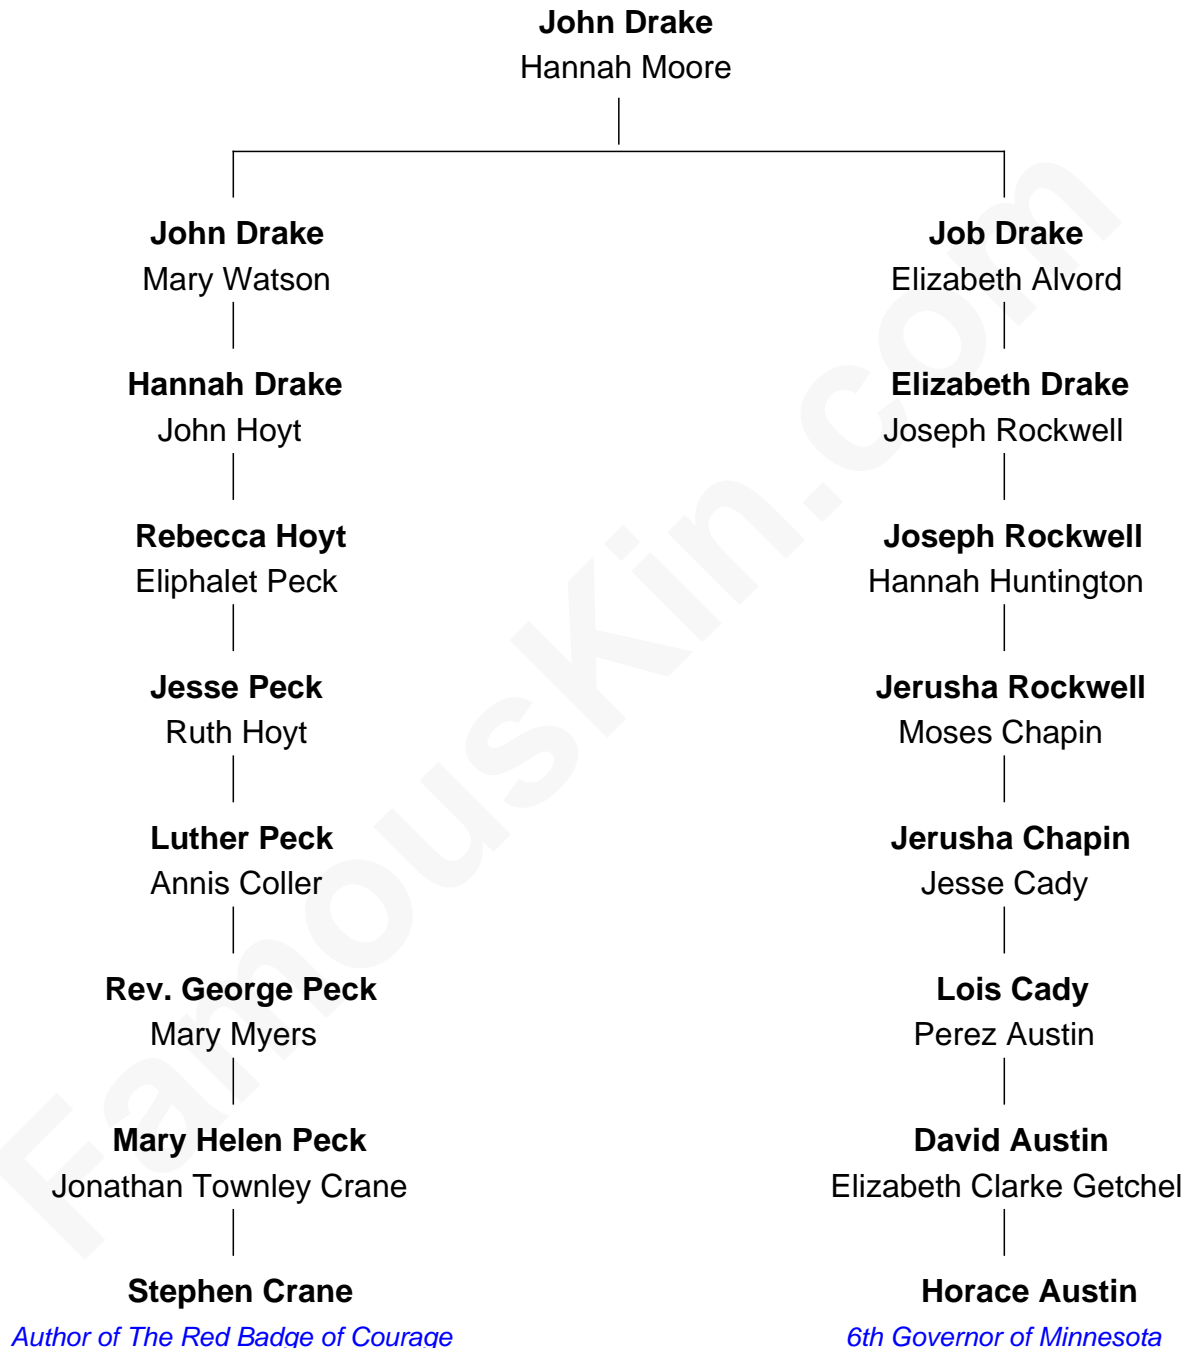 John Drake
Hannah Moore
John Drake
Mary Watson
Job Drake
Elizabeth Alvord
Hannah Drake
John Hoyt
Elizabeth Drake
Joseph Rockwell
Rebecca Hoyt
Eliphalet Peck
Joseph Rockwell
Hannah Huntington
Jesse Peck
Ruth Hoyt
Jerusha Rockwell
Moses Chapin
Luther Peck
Annis Coller
Jerusha Chapin
Jesse Cady
Rev. George Peck
Mary Myers
Lois Cady
Perez Austin
Mary Helen Peck
Jonathan Townley Crane
David Austin
Elizabeth Clarke Getchel
Stephen Crane
Author of The Red Badge of Courage
Horace Austin
6th Governor of Minnesota
FamousKin.com